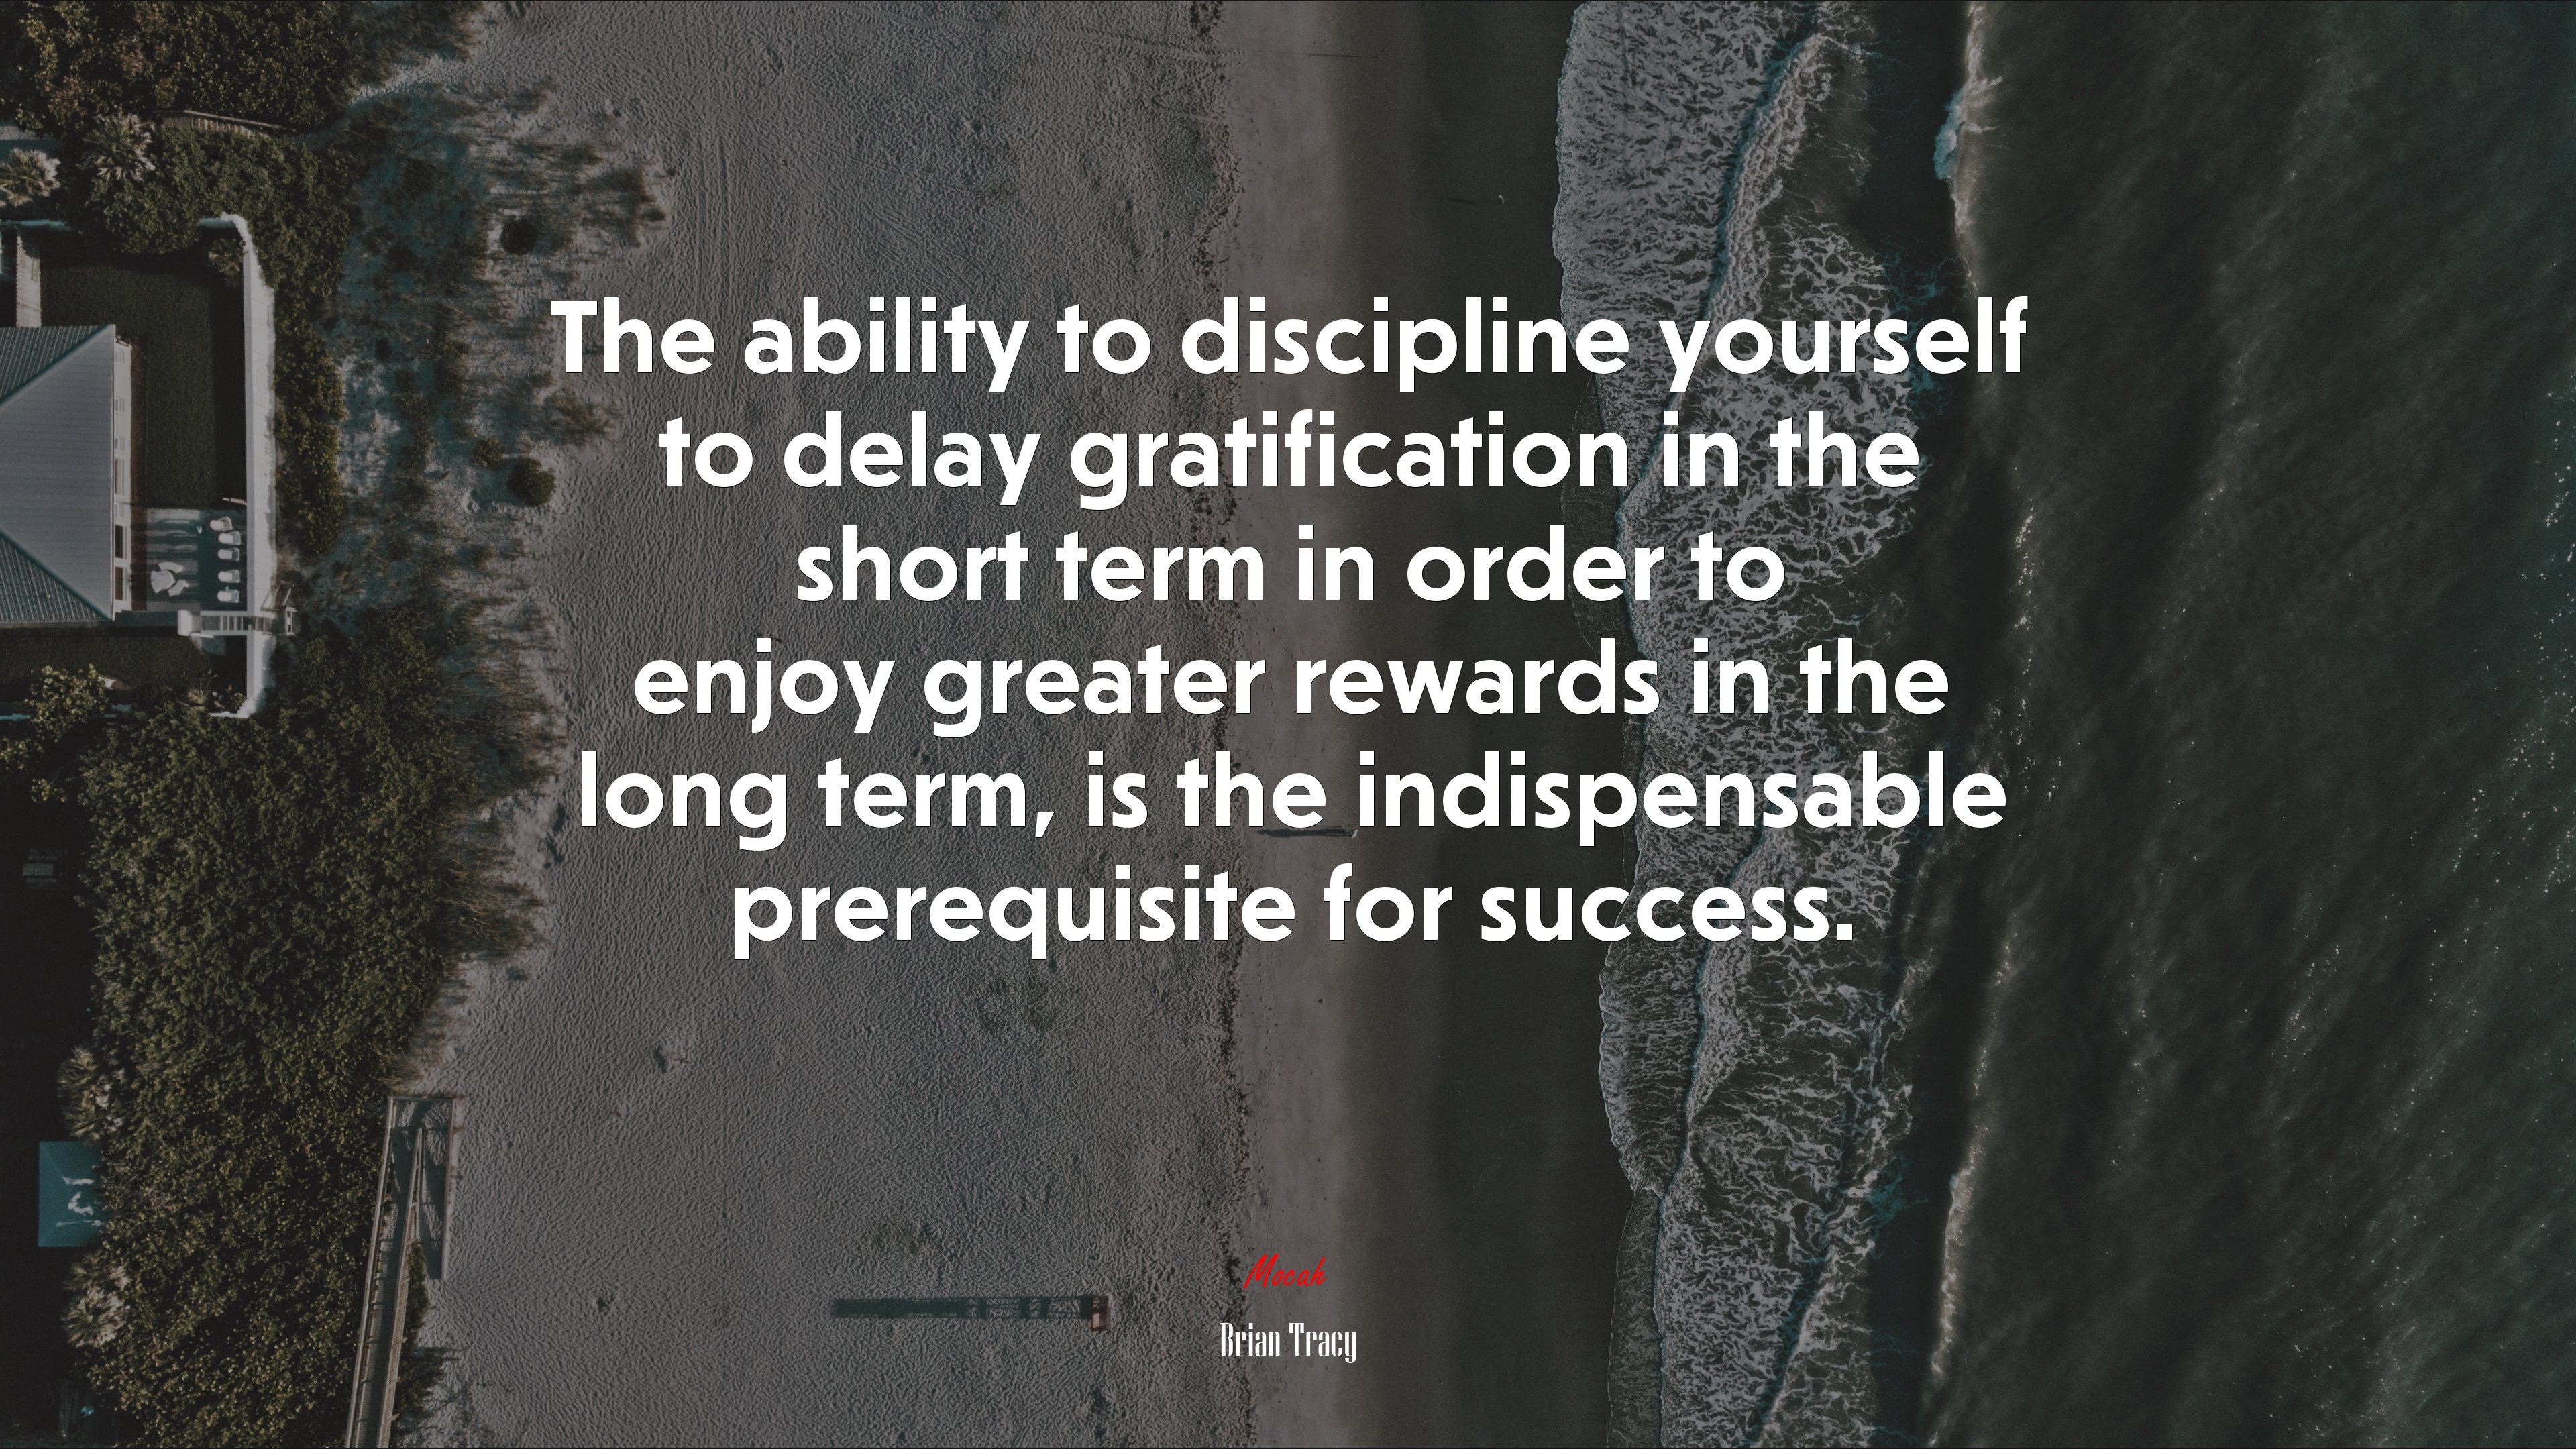 The ability to discipline yourself
to delay gratification in the
short term in order to
enjoy greater rewards in the
long term, is the indispensable
prerequisite for success.
Mocah
Brian Tracy